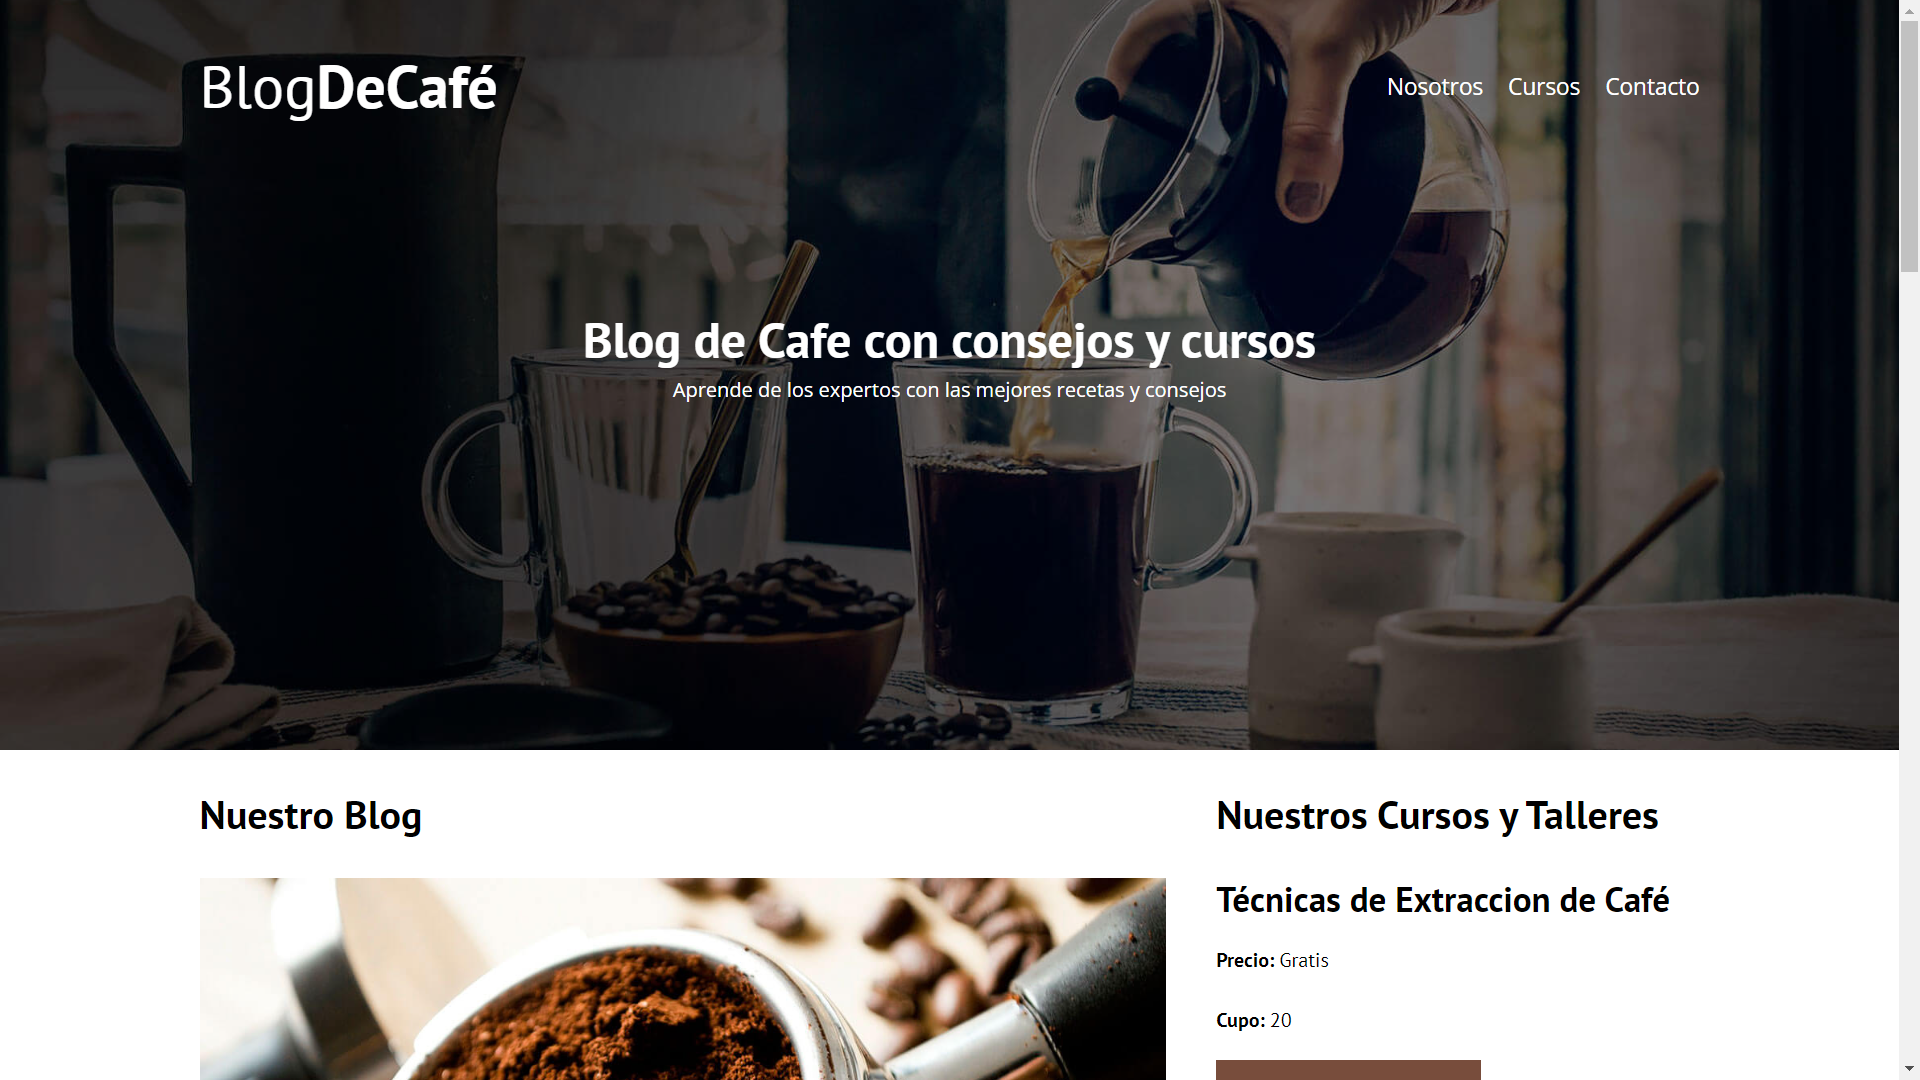 BlogDeCafé
Nosotros Cursos Contacto
Blog de Cafe con consejos y cursos
Aprende de los expertos con las mejores recetas y consejos
Nuestro Blog
Nuestros Cursos y Talleres
Técnicas de Extraccion de Café
Precio: Gratis
Cupo: 20